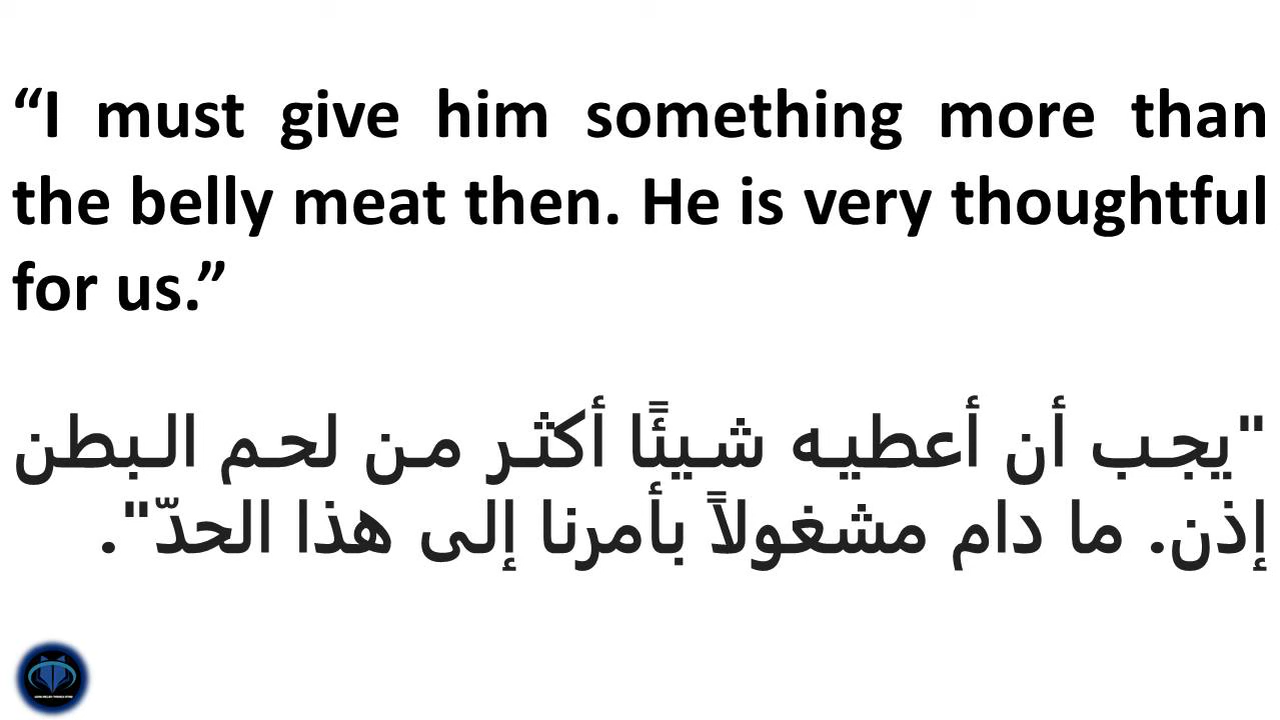 “I must give him something more than
the belly meat then. He is very thoughtful
for us.”
"يجب أن أعطيه شيئًا أكثر من لحم البطن
إذن. ما دام مشغولاً بأمرنا إلى هذا الحدّ".